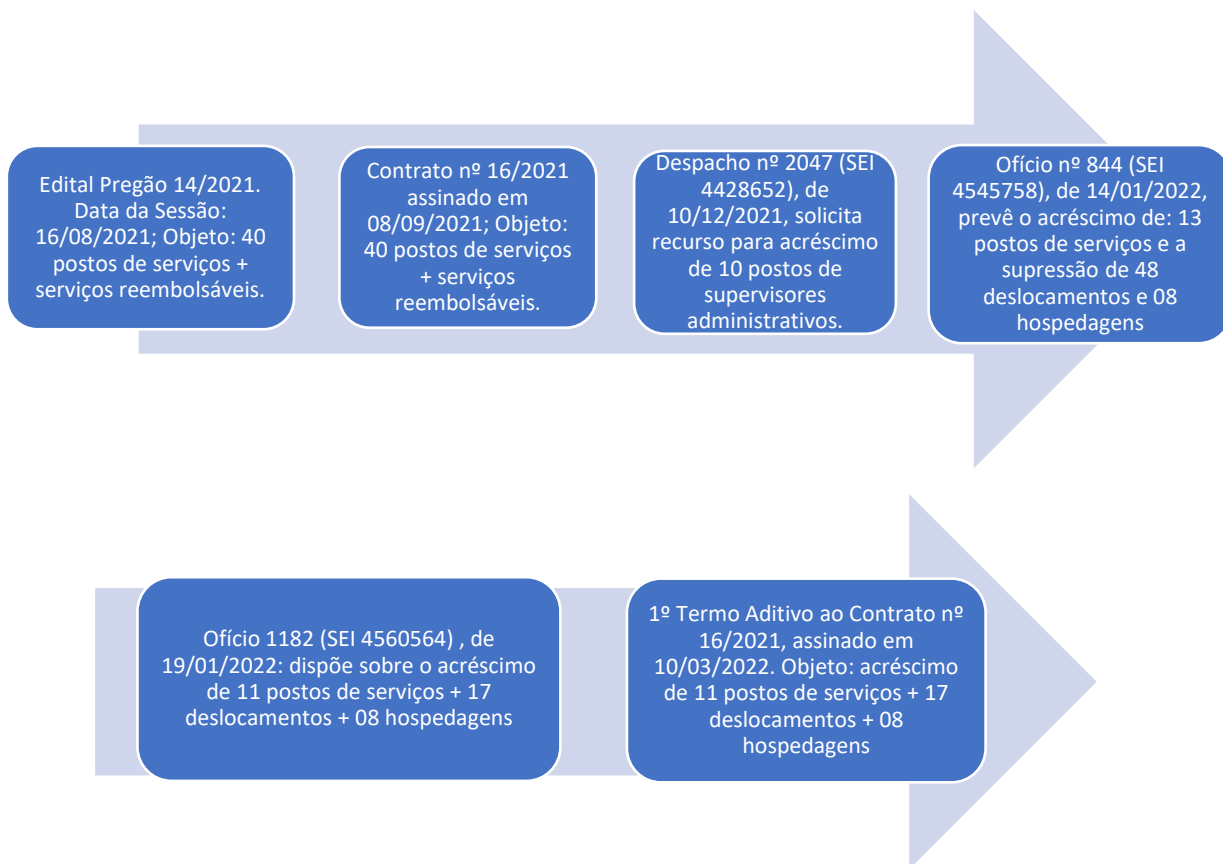 Edital Pregão 14/2021.
Data da Sessão:
16/08/2021; Objeto: 40
postos de serviços +
serviços reembolsáveis.
Contrato nº 16/2021
assinado em
08/09/2021; Objeto:
40 postos de serviços
+ serviços
reembolsáveis.
Despacho nº 2047 (SEI
4428652), de
10/12/2021, solicita
recurso para acréscimo
de 10 postos de
supervisores
administrativos.
Ofício nº 844 (SEI
4545758), de 14/01/2022,
prevê o acréscimo de: 13
postos de serviços e a
supressão de 48
deslocamentos e 08
hospedagens
Ofício 1182 (SEI 4560564) , de
19/01/2022: dispõe sobre o acréscimo
de 11 postos de serviços + 17
deslocamentos + 08 hospedagens
1º Termo Aditivo ao Contrato nº
16/2021, assinado em
10/03/2022. Objeto: acréscimo
de 11 postos de serviços + 17
deslocamentos + 08
hospedagens